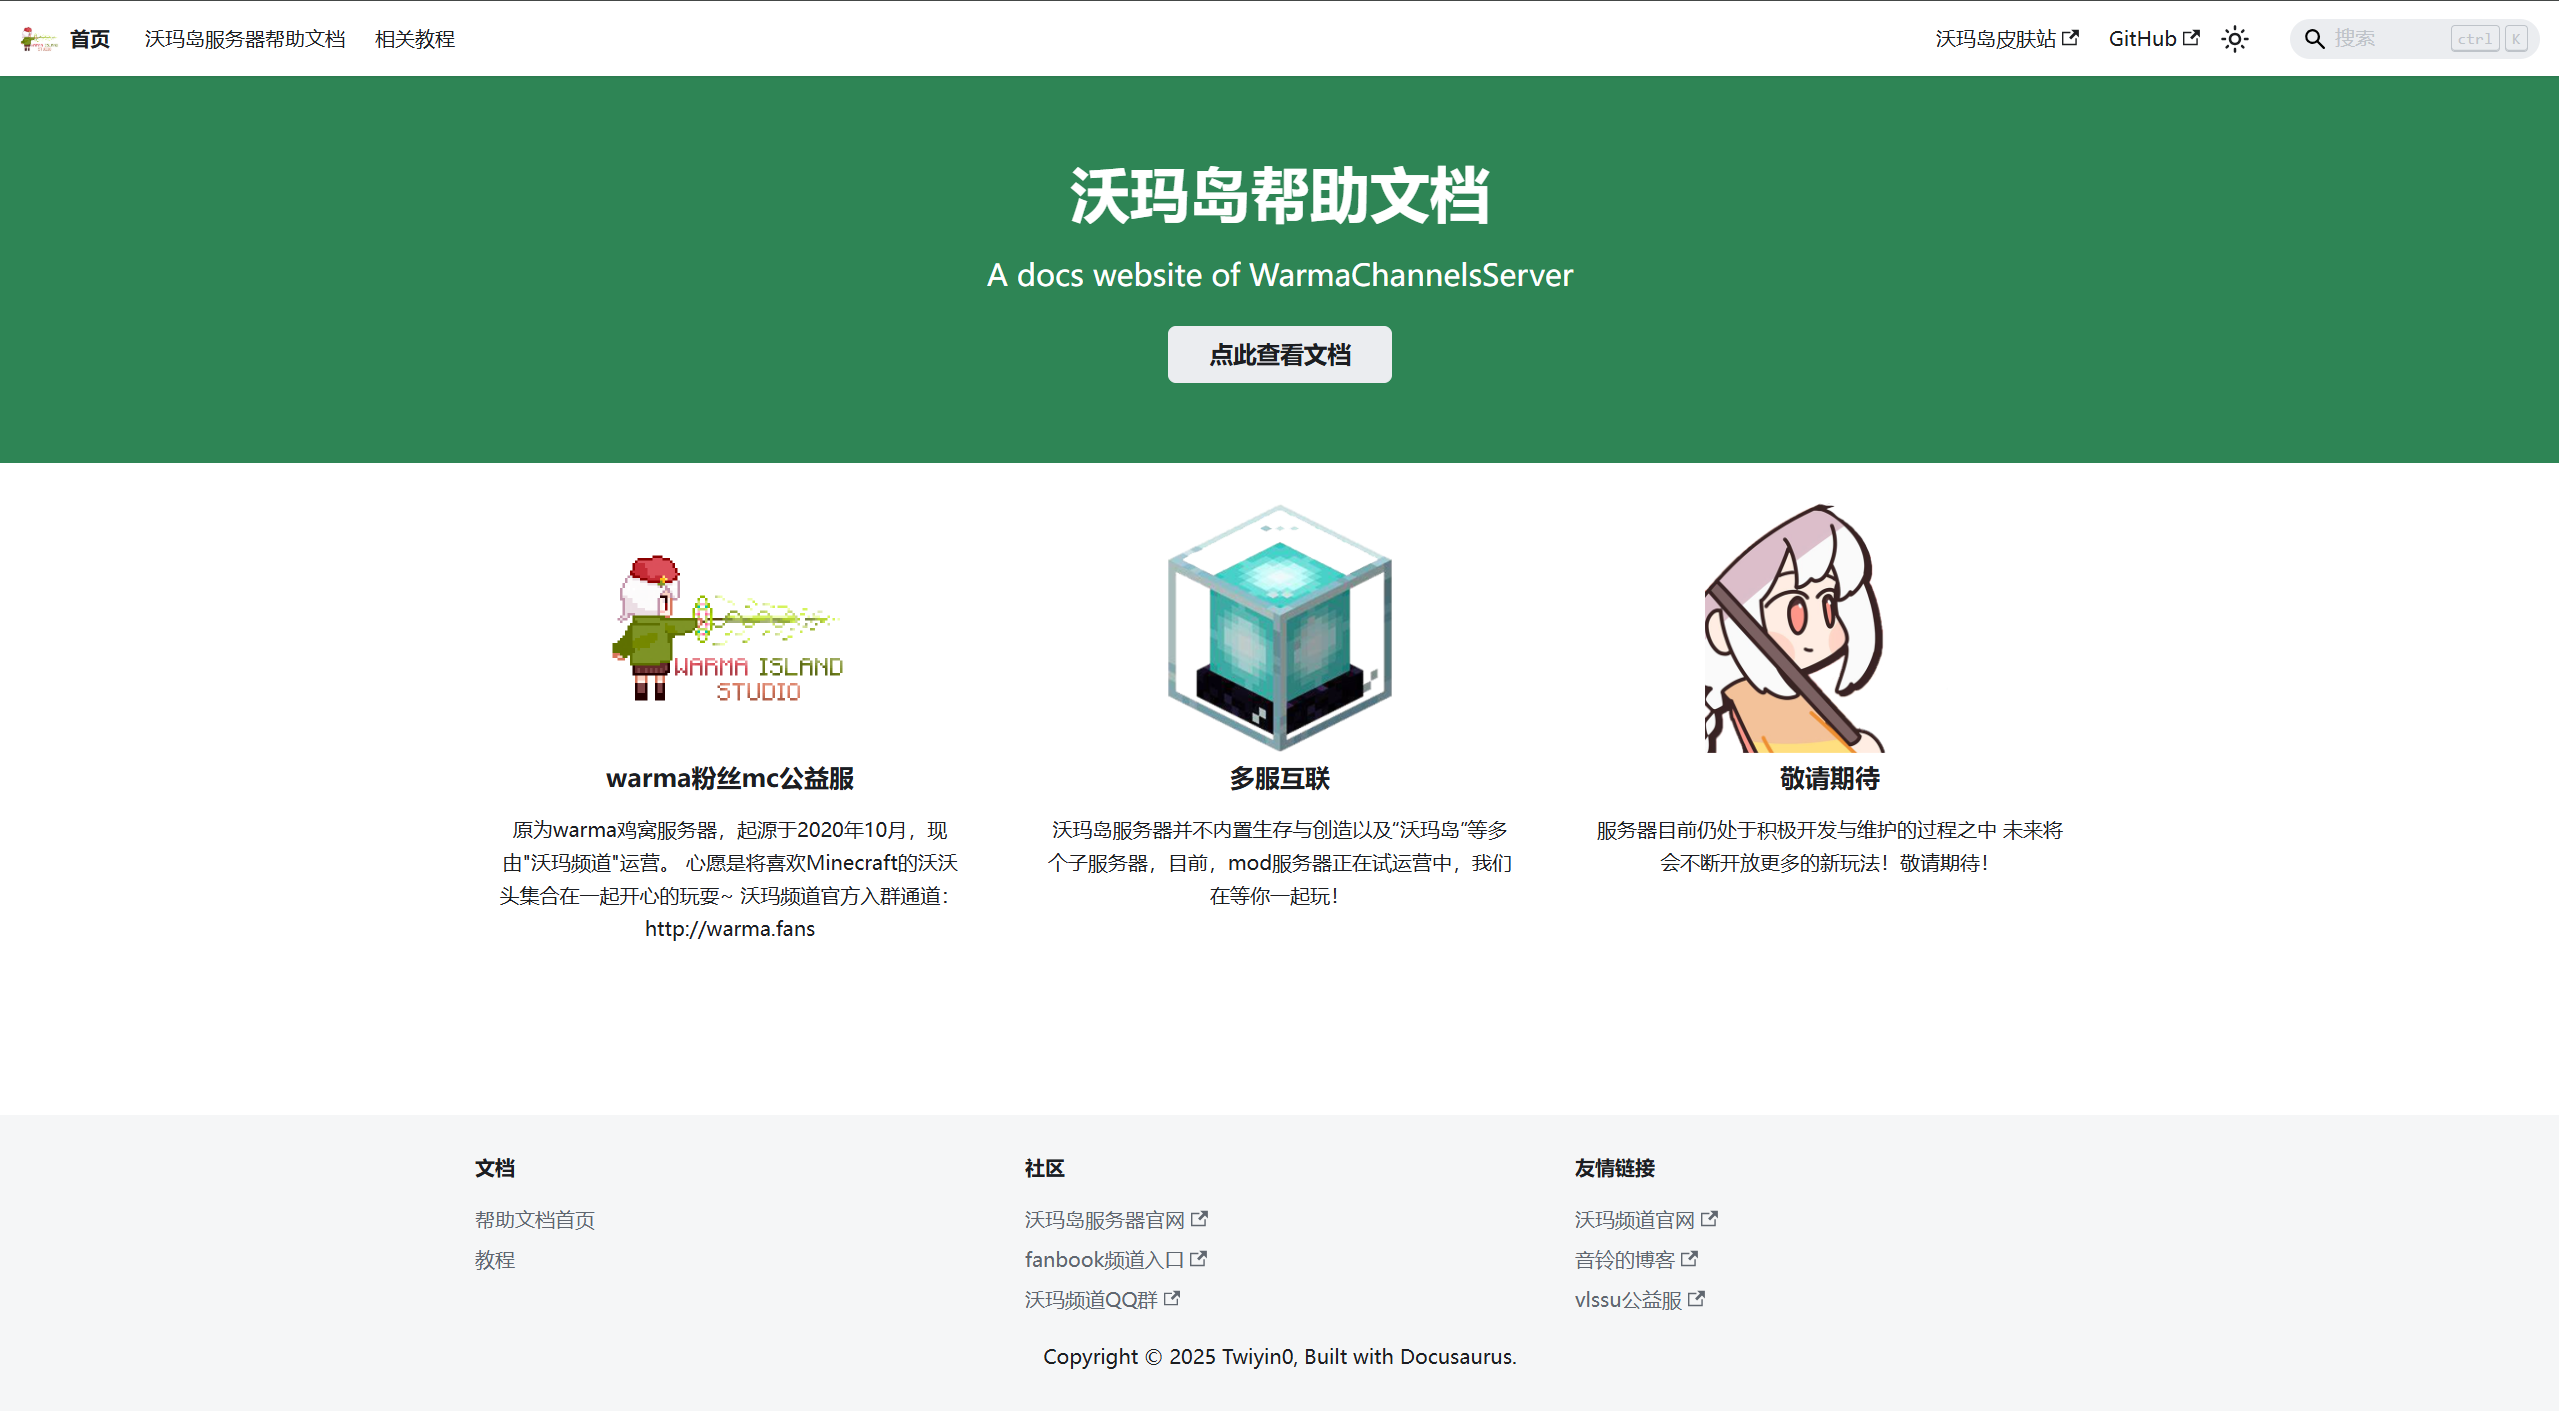 首页
沃玛岛服务器帮助文档
相关教程
沃玛岛皮肤站
GitHub
搜索
ctrl
K
沃玛岛帮助文档
A docs website of WarmaChannelsServer
点此查看文档
WARMA ISLAND
STUDIO
warma粉丝mc公益服
原为warma鸡窝服务器，起源于2020年10月，现
由"沃玛频道"运营。 心愿是将喜欢Minecraft的沃沃
头集合在一起开心的玩耍~ 沃玛频道官方入群通道：
http://warma.fans
多服互联
沃玛岛服务器并不内置生存与创造以及“沃玛岛”等多
个子服务器，目前，mod服务器正在试运营中，我们
在等你一起玩！
敬请期待
服务器目前仍处于积极开发与维护的过程之中 未来将
会不断开放更多的新玩法！敬请期待！
文档
帮助文档首页
教程
社区
沃玛岛服务器官网
fanbook频道入口
沃玛频道QQ群
友情链接
沃玛频道官网
音铃的博客
vlssu公益服
Copyright © 2025 Twiyin0, Built with Docusaurus.